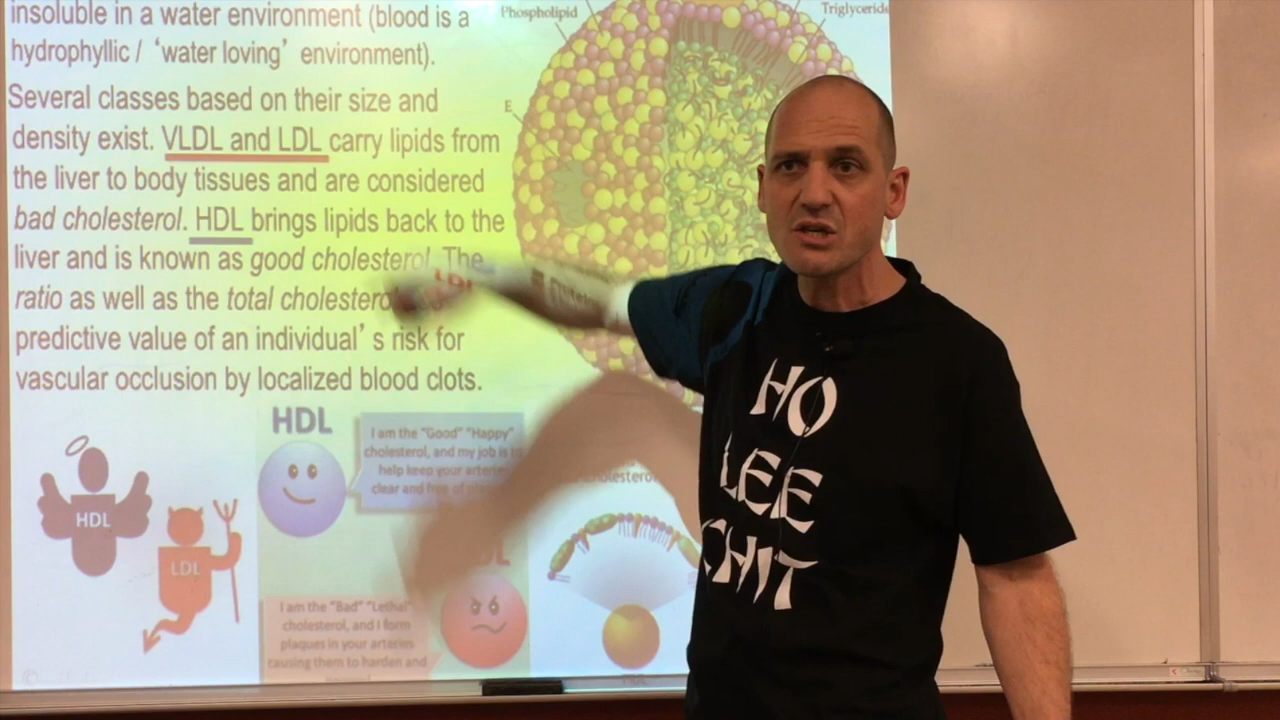 insoluble in a water environment (blood is a
hydrophyllic / ‘water loving’ environment).
Several classes based on their size and
density exist. VLDL and LDL carry lipids from
the liver to body tissues and are considered
bad cholesterol. HDL brings lipids back to the
liver and is known as good cholesterol. The
ratio as well as the total cholesterol
predictive value of an individual’s risk for
vascular occlusion by localized blood clots.
Phospholipid
Triglyceride
E
HDL
I am the “Good” “Happy”
cholesterol, and my job is to
help keep your arteries
clear and free of
HDL
LDL
I am the “Bad” “Lethal”
cholesterol, and I form
plaques in your arteries
causing them to harden and
HO
LEE
CHIT